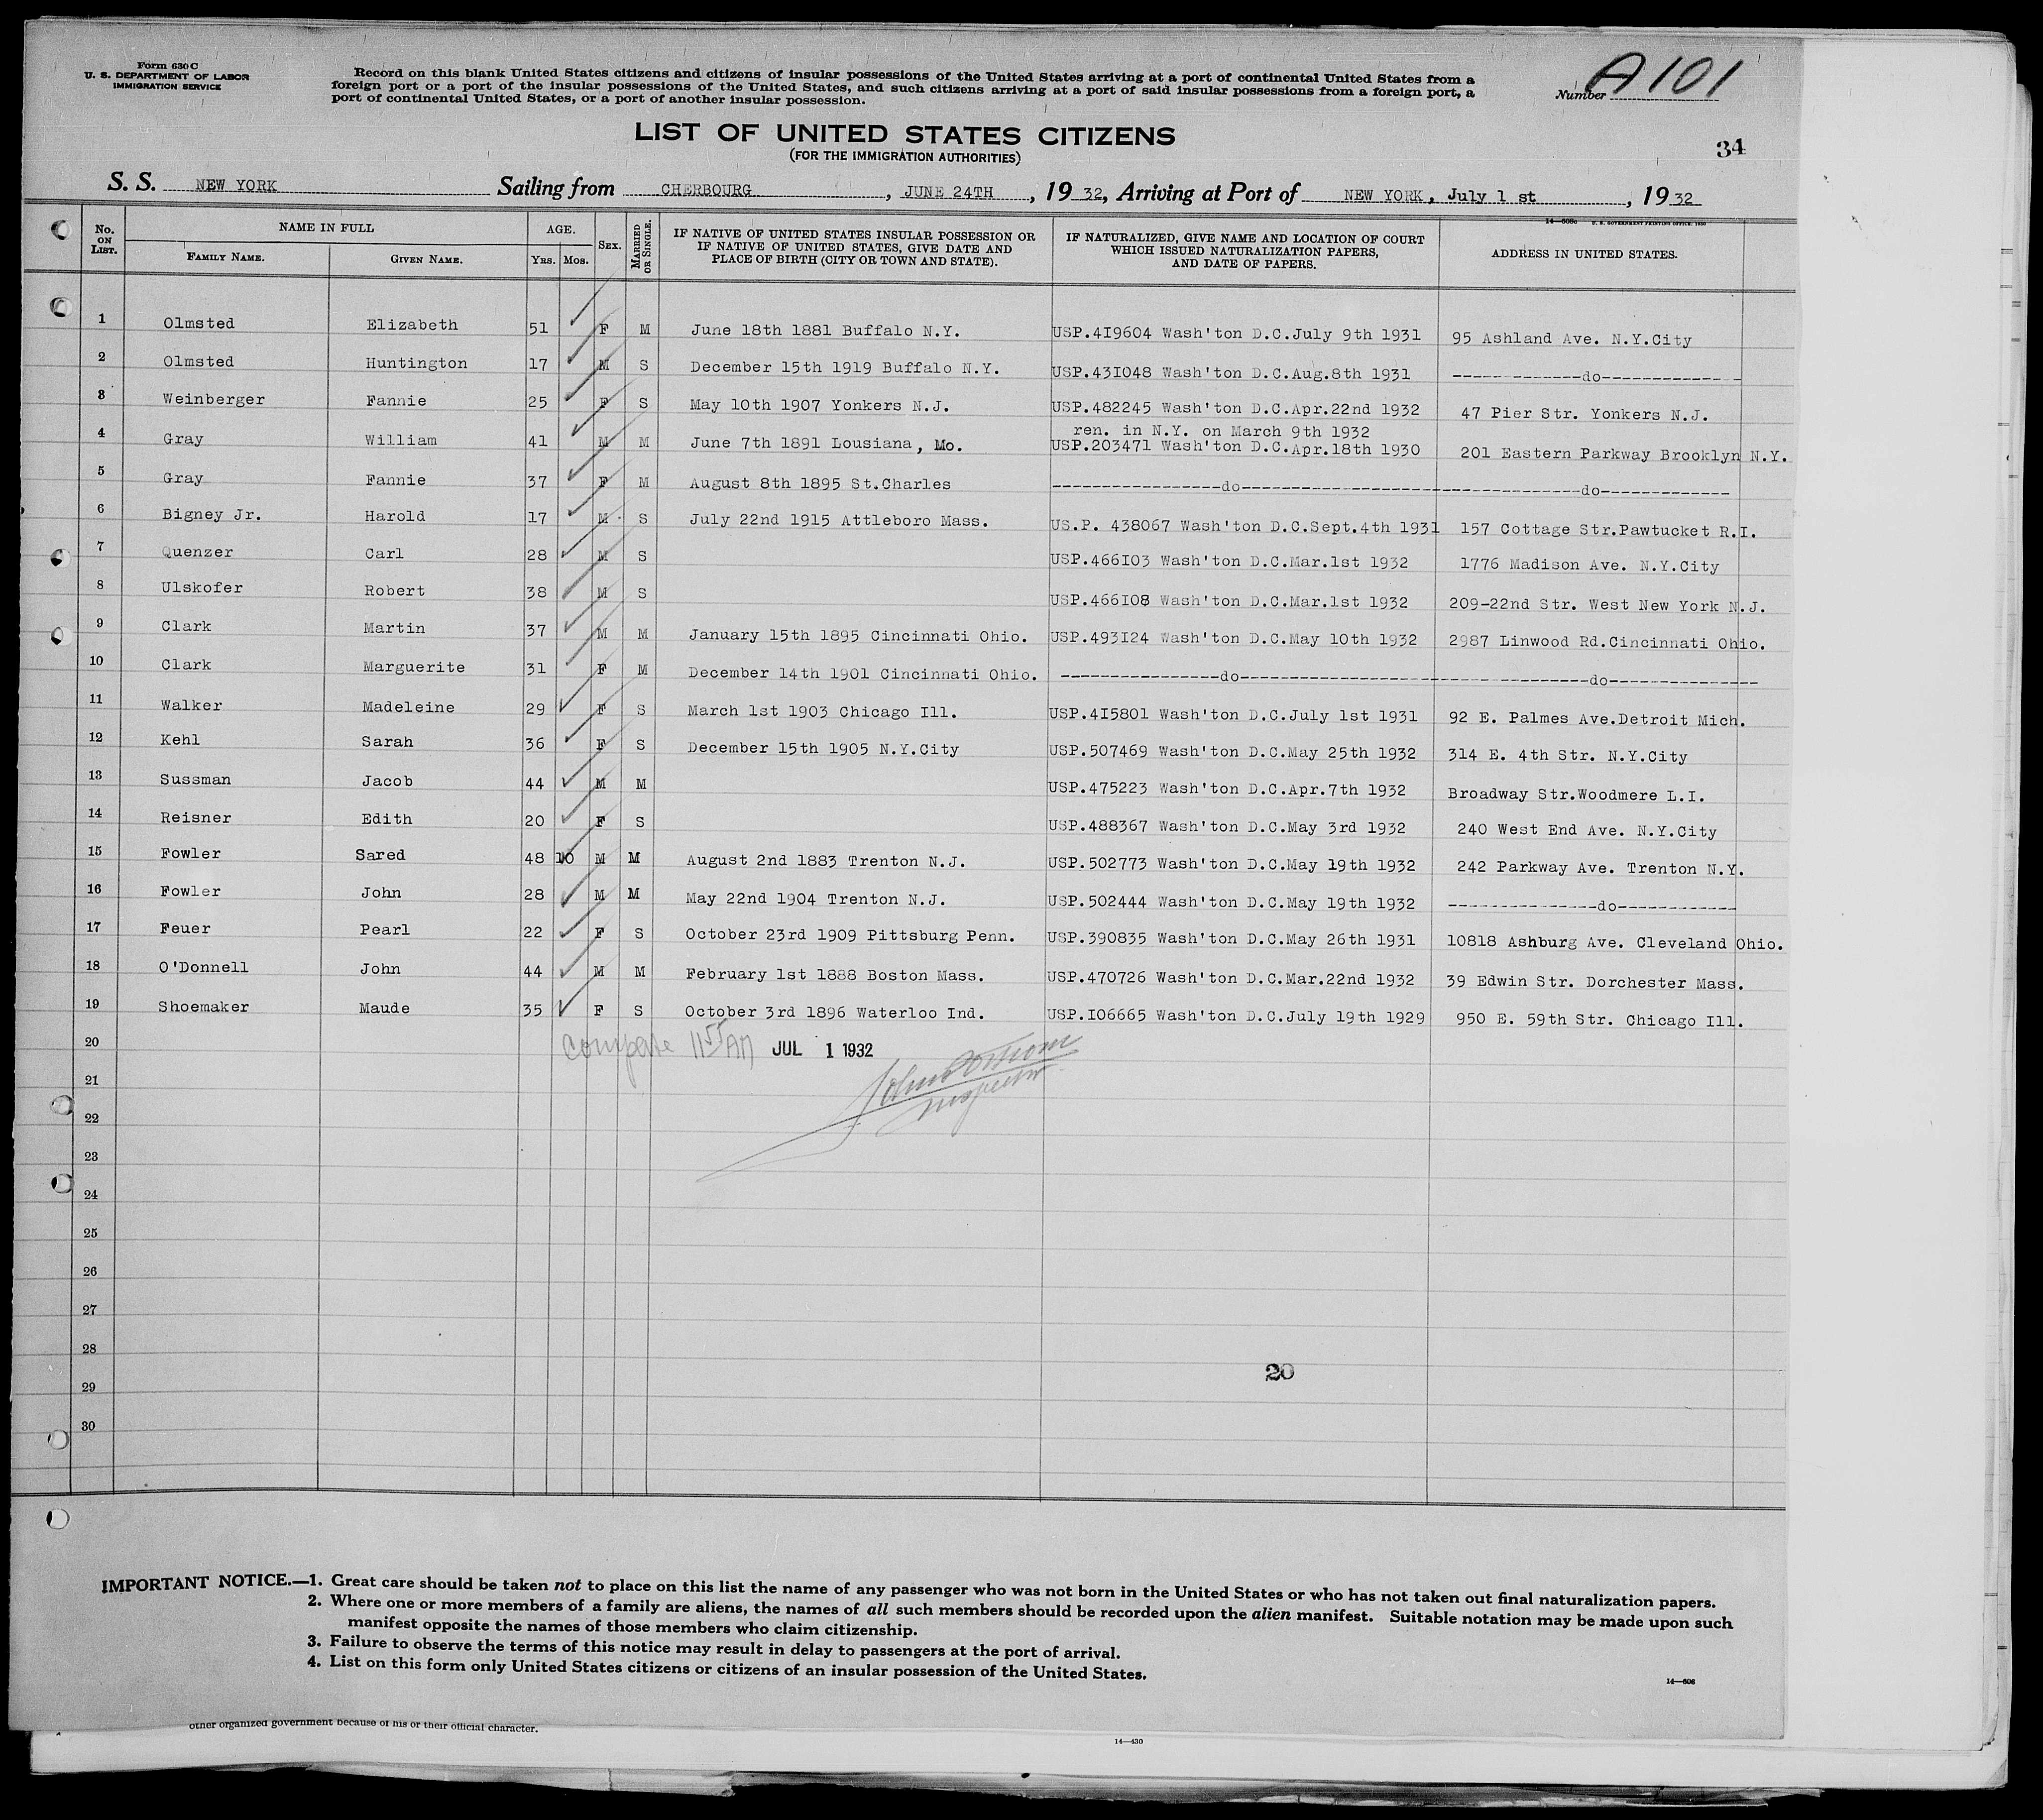 Form 630 C
U. S. DEPARTMENT OF LABOR
IMMIGRATION SERVICE
Record on this blank United States citizens and citizens of insular possessions of the United States arriving at a port of continental United States from a
foreign port or a port of the insular possessions of the United States, and such citizens arriving at a port of said insular possessions from a foreign port, a
port of continental United States, or a port of another insular possession.
Number A101
LIST OF UNITED STATES CITIZENS
(FOR THE IMMIGRATION AUTHORITIES)
34
S. S. NEW YORK Sailing from CHERBOURG, JUNE 24TH, 19 32, Arriving at Port of NEW YORK, July 1 st, 19 32
U. S. GOVERNMENT PRINTING OFFICE: 1930
No. ON LIST. NAME IN FULL FAMILY NAME. GIVEN NAME. AGE. YRS. MOS. SEX. MARRIED OR SINGLE. IF NATIVE OF UNITED STATES INSULAR POSSESSION OR IF NATIVE OF UNITED STATES, GIVE DATE AND PLACE OF BIRTH (CITY OR TOWN AND STATE). IF NATURALIZED, GIVE NAME AND LOCATION OF COURT WHICH ISSUED NATURALIZATION PAPERS, AND DATE OF PAPERS. ADDRESS IN UNITED STATES.
1 Olmsted Elizabeth 51 F M June 18th 1881 Buffalo N.Y. USP.4I9604 Wash'ton D.C.July 9th 1931 95 Ashland Ave. N.Y.City
2 Olmsted Huntington 17 M S December 15th 1919 Buffalo N.Y. USP.43I048 Wash'ton D.C.Aug.8th 1931 -------------do--------------
3 Weinberger Fannie 25 F S May 10th 1907 Yonkers N.J. USP.482245 Wash'ton D.C.Apr.22nd 1932 47 Pier Str. Yonkers N.J.
ren. in N.Y. on March 9th 1932
4 Gray William 41 M M June 7th 1891 Lousiana, Mo. USP.203471 Wash'ton D.C.Apr.18th 1930 201 Eastern Parkway Brooklyn N.Y.
5 Gray Fannie 37 F M August 8th 1895 St.Charles -----------------do-----------------------------------do-------------
6 Bigney Jr. Harold 17 M S July 22nd 1915 Attleboro Mass. US.P. 438067 Wash'ton D.C.Sept.4th 1931 157 Cottage Str.Pawtucket R.I.
7 Quenzer Carl 28 M S USP.466I03 Wash'ton D.C.Mar.1st 1932 1776 Madison Ave. N.Y.City
8 Ulskofer Robert 38 M S USP.466I08 Wash'ton D.C.Mar.1st 1932 209-22nd Str. West New York N.J.
9 Clark Martin 37 M M January 15th 1895 Cincinnati Ohio. USP.493I24 Wash'ton D.C.May 10th 1932 2987 Linwood Rd.Cincinnati Ohio.
10 Clark Marguerite 31 F M December 14th 1901 Cincinnati Ohio. ----------------do-----------------------------------do---------------
11 Walker Madeleine 29 F S March 1st 1903 Chicago Ill. USP.4I5801 Wash'ton D.C.July 1st 1931 92 E. Palmes Ave.Detroit Mich.
12 Kehl Sarah 36 F S December 15th 1905 N.Y.City USP.507469 Wash'ton D.C.May 25th 1932 314 E. 4th Str. N.Y.City
13 Sussman Jacob 44 M M USP.475223 Wash'ton D.C.Apr.7th 1932 Broadway Str.Woodmere L.I.
14 Reisner Edith 20 F S USP.488367 Wash'ton D.C.May 3rd 1932 240 West End Ave. N.Y.City
15 Fowler Sared 48 10 M M August 2nd 1883 Trenton N.J. USP.502773 Wash'ton D.C.May 19th 1932 242 Parkway Ave. Trenton N.Y.
16 Fowler John 28 M M May 22nd 1904 Trenton N.J. USP.502444 Wash'ton D.C.May 19th 1932 ---------------do------------
17 Feuer Pearl 22 F S October 23rd 1909 Pittsburg Penn. USP.390835 Wash'ton D.C.May 26th 1931 10818 Ashburg Ave. Cleveland Ohio.
18 O'Donnell John 44 M M February 1st 1888 Boston Mass. USP.470726 Wash'ton D.C.Mar.22nd 1932 39 Edwin Str. Dorchester Mass.
19 Shoemaker Maude 35 F S October 3rd 1896 Waterloo Ind. USP.I06665 Wash'ton D.C.July 19th 1929 950 E. 59th Str. Chicago Ill.
20 JUL 1 1932
21 Inspector
22
23
24
25
26
27
28
20
29
30
IMPORTANT NOTICE.—1. Great care should be taken not to place on this list the name of any passenger who was not born in the United States or who has not taken out final naturalization papers.
2. Where one or more members of a family are aliens, the names of all such members should be recorded upon the alien manifest. Suitable notation may be made upon such
manifest opposite the names of those members who claim citizenship.
3. Failure to observe the terms of this notice may result in delay to passengers at the port of arrival.
4. List on this form only United States citizens or citizens of an insular possession of the United States.
14—608
other organized government because of his or their official character.
14—430